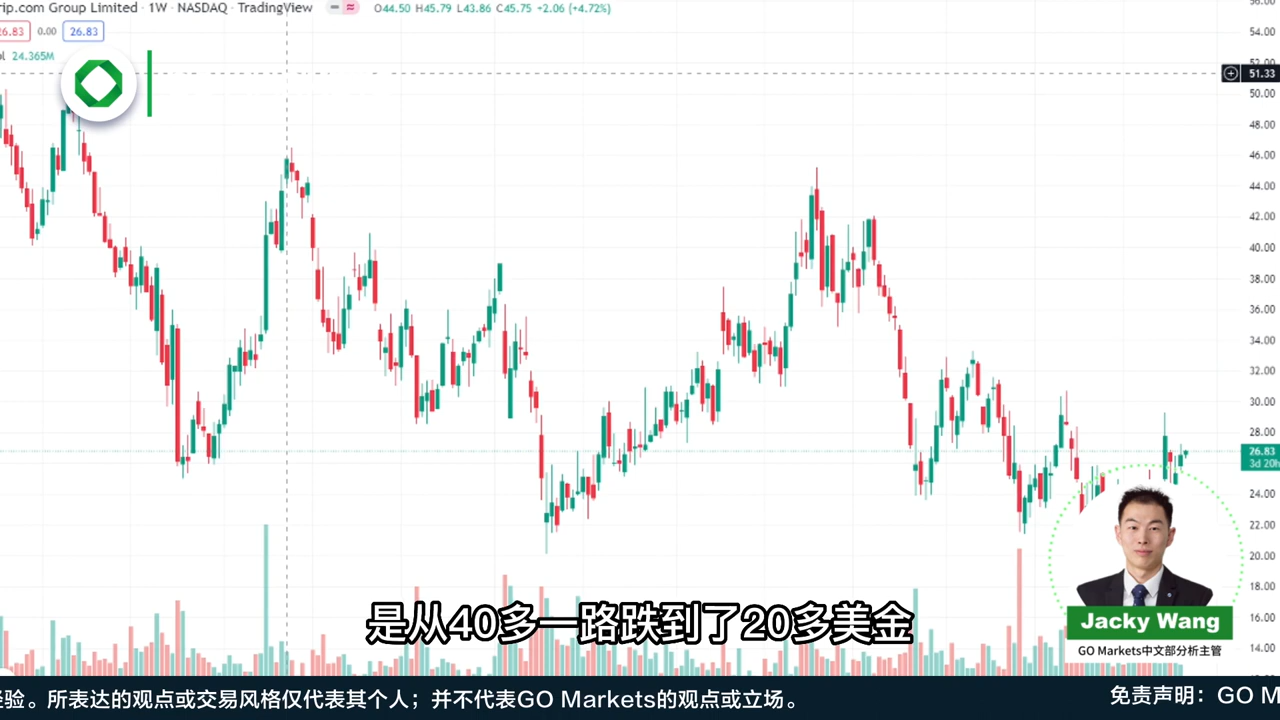 rip.com Group Limited · 1W · NASDAQ · TradingView
O44.50 H45.79 L43.86 C45.75 +2.06 (+4.72%)
26.83 0.00 26.83
24.365M
56.00
54.00
52.00
51.33
50.00
48.00
46.00
44.00
42.00
40.00
38.00
36.00
34.00
32.00
30.00
28.00
26.83
3d 20h
24.00
22.00
20.00
18.00
16.00
14.00
是从40多一路跌到了20多美金
Jacky Wang
GO Markets中文部分析主管
验。所表达的观点或交易风格仅代表其个人；并不代表GO Markets的观点或立场。
免责声明：GO M